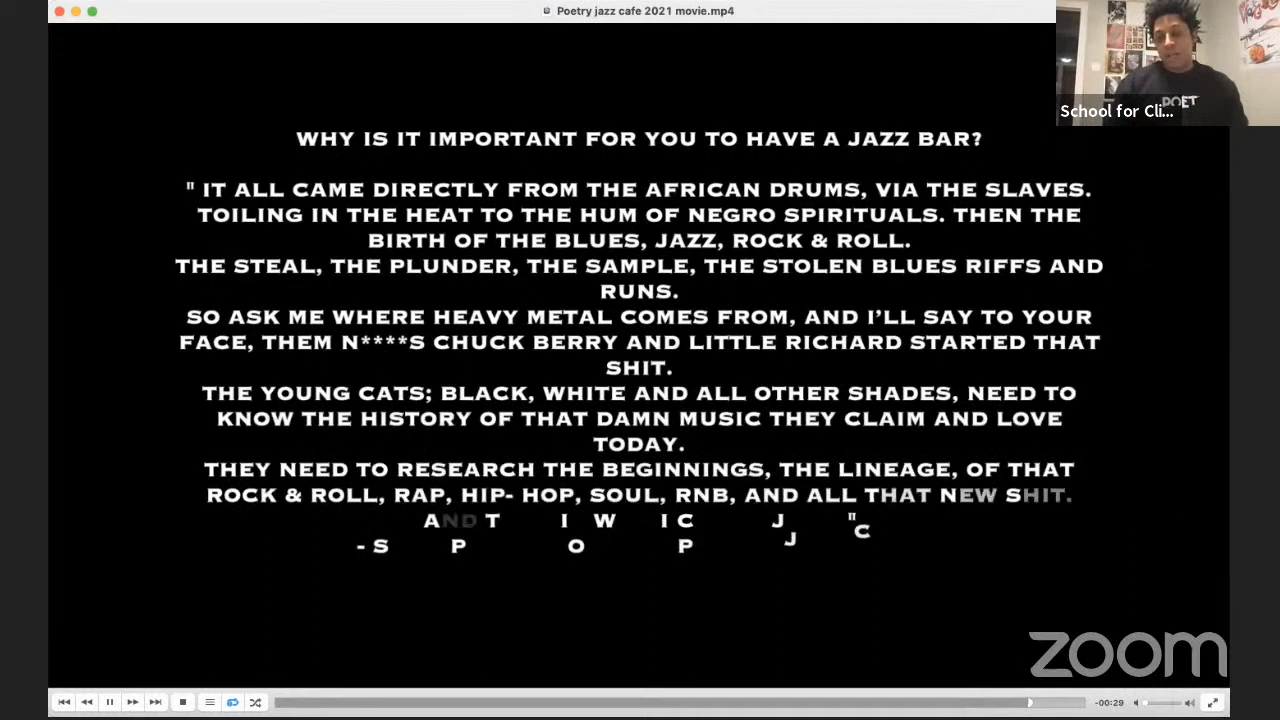 Poetry jazz cafe 2021 movie.mp4
POET
School for Cli...
WHY IS IT IMPORTANT FOR YOU TO HAVE A JAZZ BAR?
" IT ALL CAME DIRECTLY FROM THE AFRICAN DRUMS, VIA THE SLAVES.
TOILING IN THE HEAT TO THE HUM OF NEGRO SPIRITUALS. THEN THE
BIRTH OF THE BLUES, JAZZ, ROCK & ROLL.
THE STEAL, THE PLUNDER, THE SAMPLE, THE STOLEN BLUES RIFFS AND
RUNS.
SO ASK ME WHERE HEAVY METAL COMES FROM, AND I’LL SAY TO YOUR
FACE, THEM N****S CHUCK BERRY AND LITTLE RICHARD STARTED THAT
SHIT.
THE YOUNG CATS; BLACK, WHITE AND ALL OTHER SHADES, NEED TO
KNOW THE HISTORY OF THAT DAMN MUSIC THEY CLAIM AND LOVE
TODAY.
THEY NEED TO RESEARCH THE BEGINNINGS, THE LINEAGE, OF THAT
ROCK & ROLL, RAP, HIP- HOP, SOUL, RNB, AND ALL THAT NEW SHIT.
AND T I W I C J "
- S P O P J C
zoom
-00:29